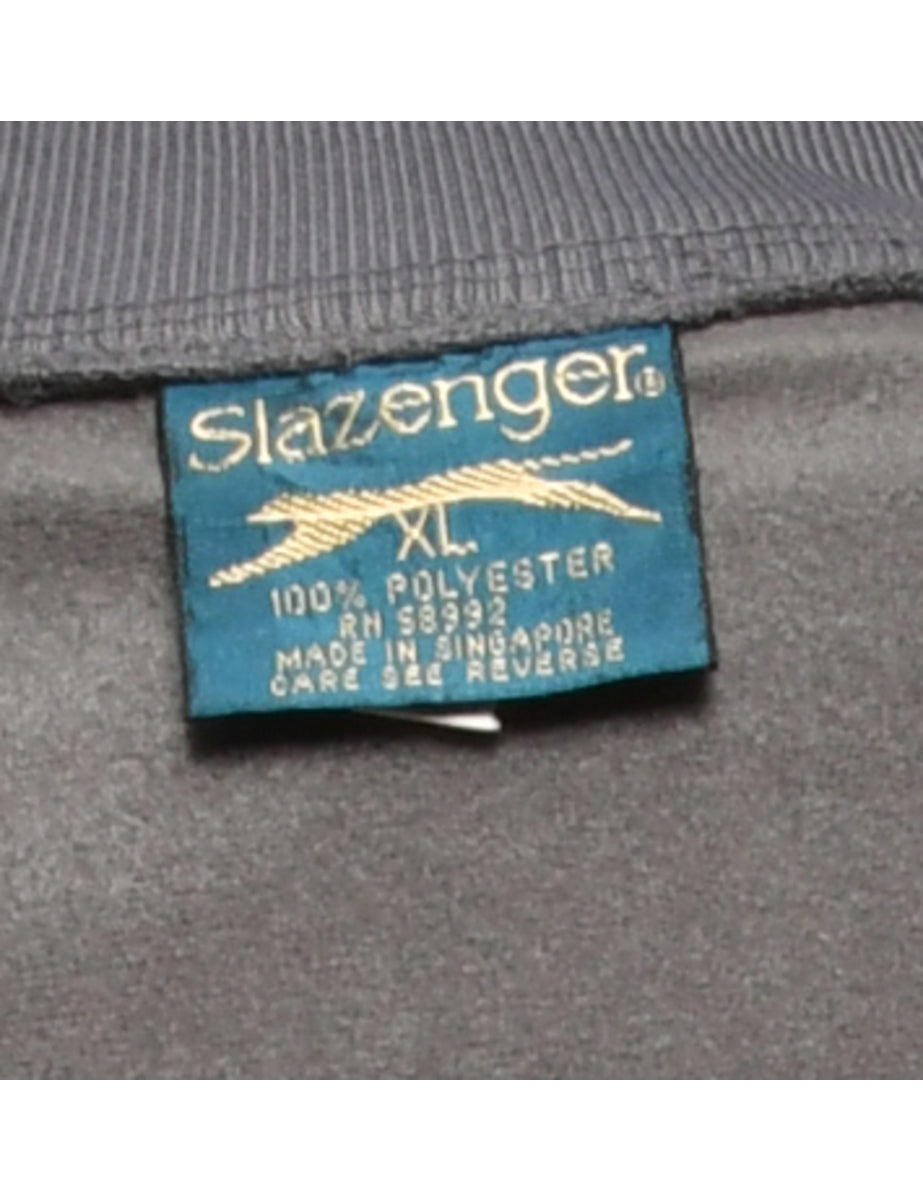 Slazenger®
XL
100% POLYESTER
RN 58992
MADE IN SINGAPORE
CARE SEE REVERSE